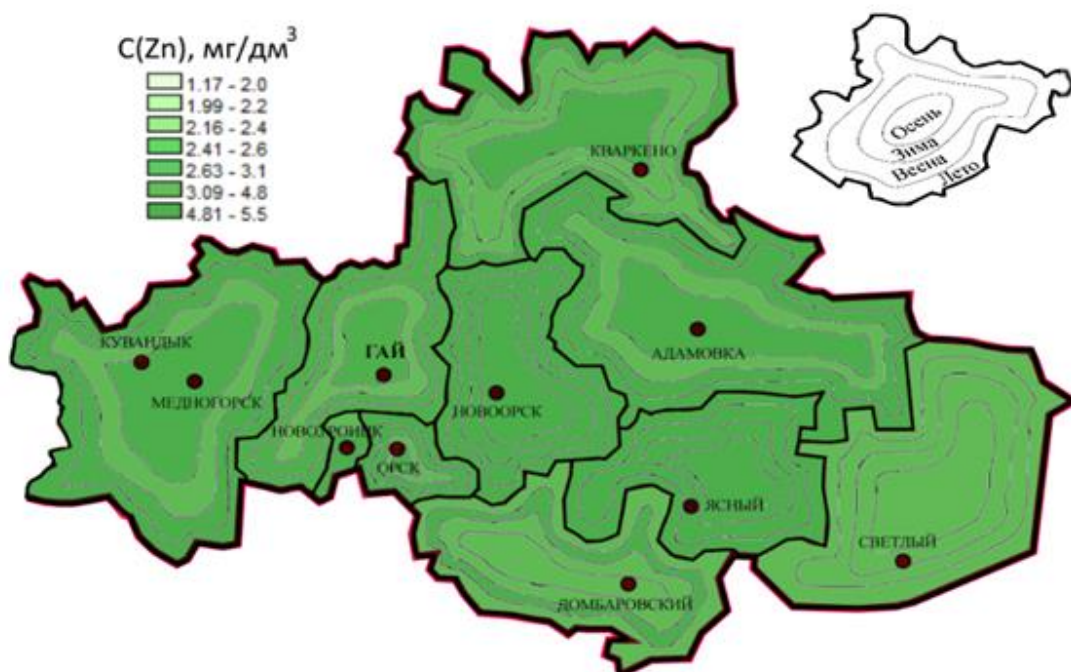 C(Zn), мг/дм³
1.17 - 2.0
1.99 - 2.2
2.16 - 2.4
2.41 - 2.6
2.63 - 3.1
3.09 - 4.8
4.81 - 5.5
Осень
Зима
Весна
Лето
КВАРКЕНО
АДАМОВКА
КУВАНДЫК
МЕДНОГОРСК
ГАЙ
НОВООРСК
ОРСК
ЯСНЫЙ
СВЕТЛЫЙ
ДОМБАРОВСКИЙ